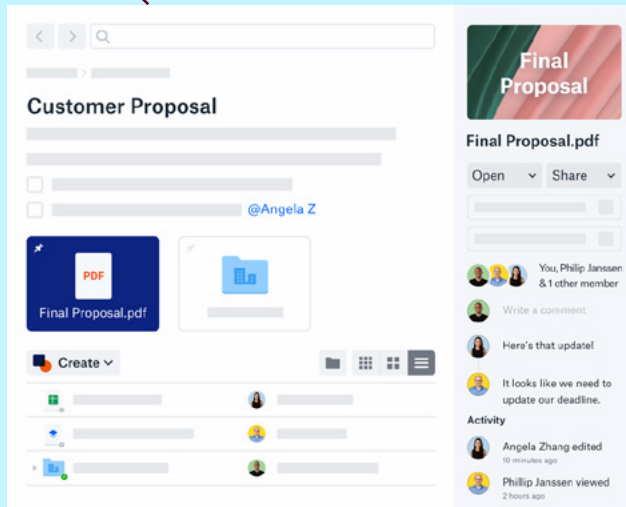 Customer Proposal
@Angela Z
PDF
Final Proposal.pdf
Create
Final
Proposal
Final Proposal.pdf
Open
Share
You, Philip Janssen
& 1 other member
Write a comment
Here's that update!
It looks like we need to
update our deadline.
Activity
Angela Zhang edited
10 minutes ago
Phillip Janssen viewed
2 hours ago